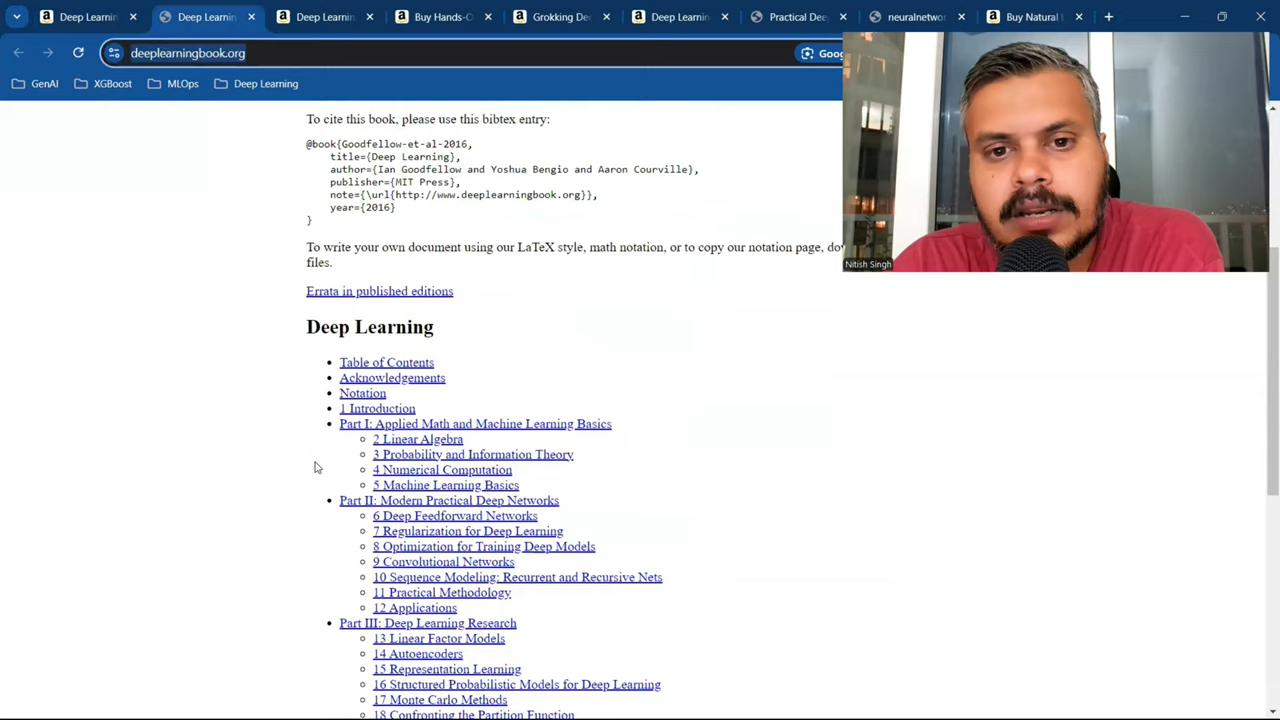 Deep Learnin
Deep Learnin
Deep Learnin
Buy Hands-O
Grokking De
Deep Learnin
Practical Dee
neuralnetwor
Buy Natural
deeplearningbook.org
Goog
GenAI
XGBoost
MLOps
Deep Learning
To cite this book, please use this bibtex entry:
@book{Goodfellow-et-al-2016,
title={Deep Learning},
author={Ian Goodfellow and Yoshua Bengio and Aaron Courville},
publisher={MIT Press},
note={\url{http://www.deeplearningbook.org}},
year={2016}
}
To write your own document using our LaTeX style, math notation, or to copy our notation page, do
files.
Nitish Singh
Errata in published editions
Deep Learning
• Table of Contents
• Acknowledgements
• Notation
• 1 Introduction
• Part I: Applied Math and Machine Learning Basics
◦ 2 Linear Algebra
◦ 3 Probability and Information Theory
◦ 4 Numerical Computation
◦ 5 Machine Learning Basics
• Part II: Modern Practical Deep Networks
◦ 6 Deep Feedforward Networks
◦ 7 Regularization for Deep Learning
◦ 8 Optimization for Training Deep Models
◦ 9 Convolutional Networks
◦ 10 Sequence Modeling: Recurrent and Recursive Nets
◦ 11 Practical Methodology
◦ 12 Applications
• Part III: Deep Learning Research
◦ 13 Linear Factor Models
◦ 14 Autoencoders
◦ 15 Representation Learning
◦ 16 Structured Probabilistic Models for Deep Learning
◦ 17 Monte Carlo Methods
◦ 18 Confronting the Partition Function